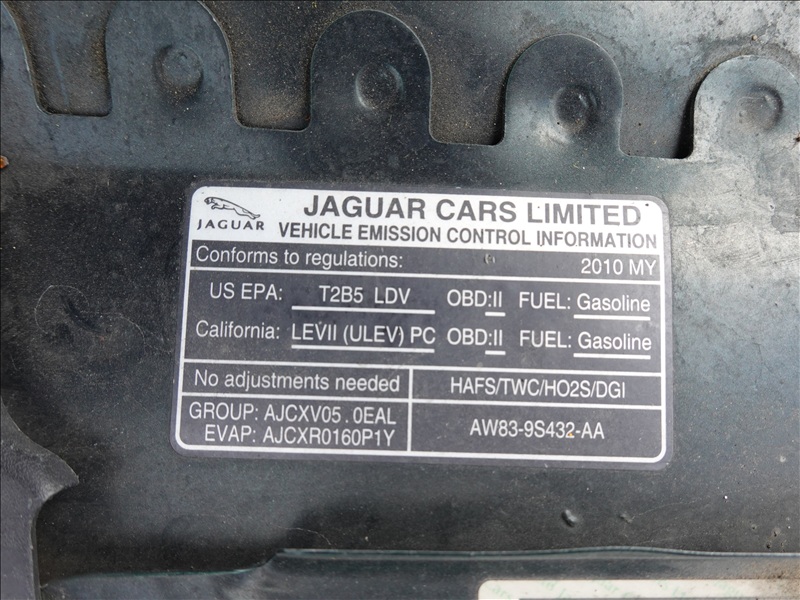 JAGUAR
JAGUAR CARS LIMITED
VEHICLE EMISSION CONTROL INFORMATION
Conforms to regulations: 2010 MY
US EPA: T2B5 LDV OBD:II FUEL: Gasoline
California: LEVII (ULEV) PC OBD:II FUEL: Gasoline
No adjustments needed HAFS/TWC/HO2S/DGI
GROUP: AJCXV05.0EAL
EVAP: AJCXR0160P1Y
AW83-9S432-AA